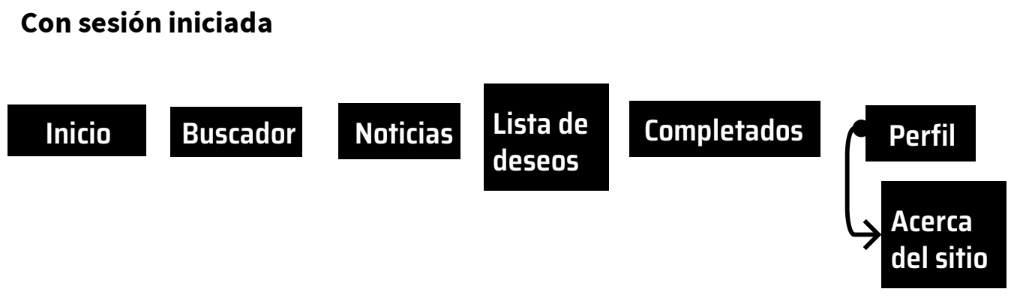 Con sesión iniciada
Inicio
Buscador
Noticias
Lista de
deseos
Completados
Perfil
Acerca
del sitio